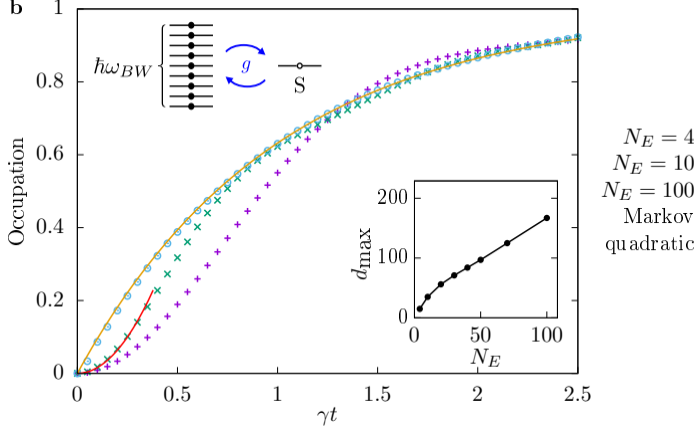 b
1
0.8
0.6
0.4
0.2
0
Occupation
ħω_BW
g
S
N_E = 4
N_E = 10
N_E = 100
Markov
quadratic
200
100
0
d_max
0 50 100
N_E
0 0.5 1 1.5 2 2.5
γt